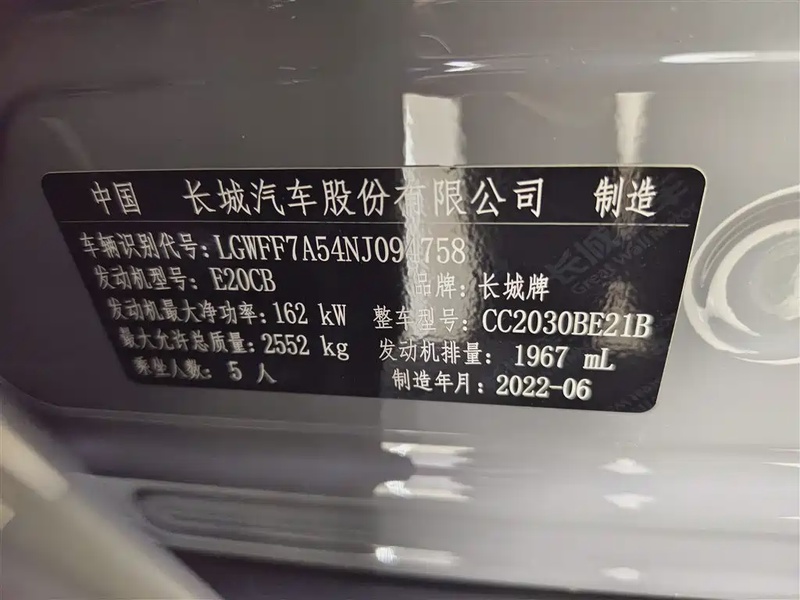 中国 长城汽车股份有限公司 制造
车辆识别代号:LGWFF7A54NJ094758
发动机型号:E20CB 品牌:长城牌
发动机最大净功率:162 kW 整车型号:CC2030BE21B
最大允许总质量:2552 kg 发动机排量:1967 mL
乘坐人数:5 人 制造年月:2022-06